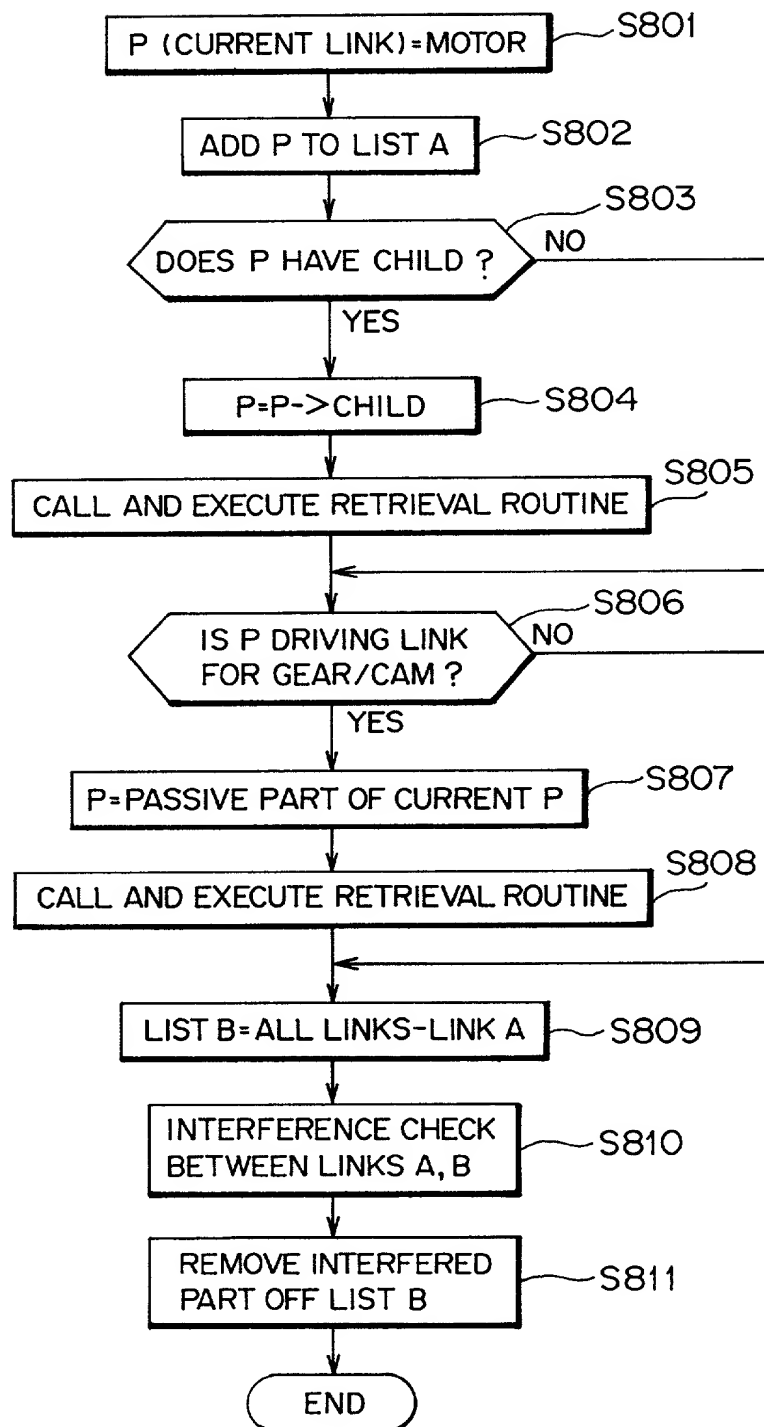 P (CURRENT LINK)=MOTOR
S801
ADD P TO LIST A
S802
S803
DOES P HAVE CHILD ?
NO
YES
P=P->CHILD
S804
S805
CALL AND EXECUTE RETRIEVAL ROUTINE
S806
IS P DRIVING LINK
FOR GEAR/CAM ?
NO
YES
S807
P=PASSIVE PART OF CURRENT P
S808
CALL AND EXECUTE RETRIEVAL ROUTINE
LIST B=ALL LINKS-LINK A
S809
INTERFERENCE CHECK
BETWEEN LINKS A, B
S810
REMOVE INTERFERED
PART OFF LIST B
S811
END